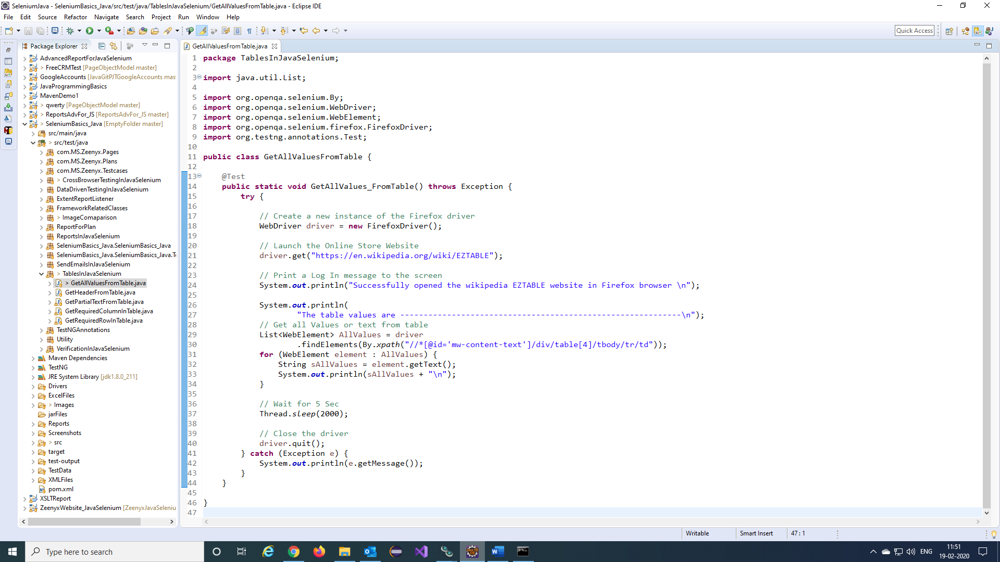 SeleniumJava - SeleniumBasics_Java/src/test/java/TablesInJavaSelenium/GetAllValuesFromTable.java - Eclipse IDE
File Edit Source Refactor Navigate Search Project Run Window Help
Quick Access
Package Explorer
AdvancedReportForJavaSelenium
> FreeCRMTest [PageObjectModel master]
GoogleAccounts [JavaGitPJTGoogleAccounts mas
JavaProgrammingBasics
MavenDemo1
> qwerty [PageObjectModel master]
> ReportsAdvFor_JS [ReportsAdvFor_JS master]
> SeleniumBasics_Java [EmptyFolder master]
src/main/java
> src/test/java
com.MS.Zeenyx.Pages
com.MS.Zeenyx.Plans
com.MS.Zeenyx.Testcases
> CrossBrowserTestingInJavaSelenium
DataDrivenTestingInJavaSelenium
ExtentReportListener
FrameworkRelatedClasses
> ImageComaparison
ReportForPlan
ReportsInJavaSelenium
SeleniumBasics_Java.SeleniumBasics_Java
SeleniumBasics_Java.SeleniumBasics_Java.T
SendEmailsInJavaSelenium
> TablesInJavaSelenium
> GetAllValuesFromTable.java
GetHeaderFromTable.java
GetPartialTextFromTable.java
GetRequiredColumnInTable.java
GetRequiredRowInTable.java
TestNGAnnotations
Utility
VerificationInJavaSelenium
Maven Dependencies
TestNG
JRE System Library [jdk1.8.0_211]
Drivers
ExcelFiles
> Images
jarFiles
Reports
Screenshots
> src
target
test-output
TestData
XMLFiles
pom.xml
XSLTReport
ZeenyxWebsite_JavaSelenium [ZeenyxJavaSeleniu
GetAllValuesFromTable.java
1 package TablesInJavaSelenium;
2
3 import java.util.List;
4
5 import org.openqa.selenium.By;
6 import org.openqa.selenium.WebDriver;
7 import org.openqa.selenium.WebElement;
8 import org.openqa.selenium.firefox.FirefoxDriver;
9 import org.testng.annotations.Test;
10
11 public class GetAllValuesFromTable {
12
13 @Test
14 public static void GetAllValues_FromTable() throws Exception {
15 try {
16
17 // Create a new instance of the Firefox driver
18 WebDriver driver = new FirefoxDriver();
19
20 // Launch the Online Store Website
21 driver.get("https://en.wikipedia.org/wiki/EZTABLE");
22
23 // Print a Log In message to the screen
24 System.out.println("Successfully opened the wikipedia EZTABLE website in Firefox browser \n");
25
26 System.out.println(
27 "The table values are ------------------------------------------------------------\n");
28 // Get all Values or text from table
29 List<WebElement> AllValues = driver
30 .findElements(By.xpath("//*[@id='mw-content-text']/div/table[4]/tbody/tr/td"));
31 for (WebElement element : AllValues) {
32 String sAllValues = element.getText();
33 System.out.println(sAllValues + "\n");
34 }
35
36 // Wait for 5 Sec
37 Thread.sleep(2000);
38
39 // Close the driver
40 driver.quit();
41 } catch (Exception e) {
42 System.out.println(e.getMessage());
43 }
44 }
45
46 }
47
Writable Smart Insert 47 : 1
Type here to search
ENG
11:51
19-02-2020